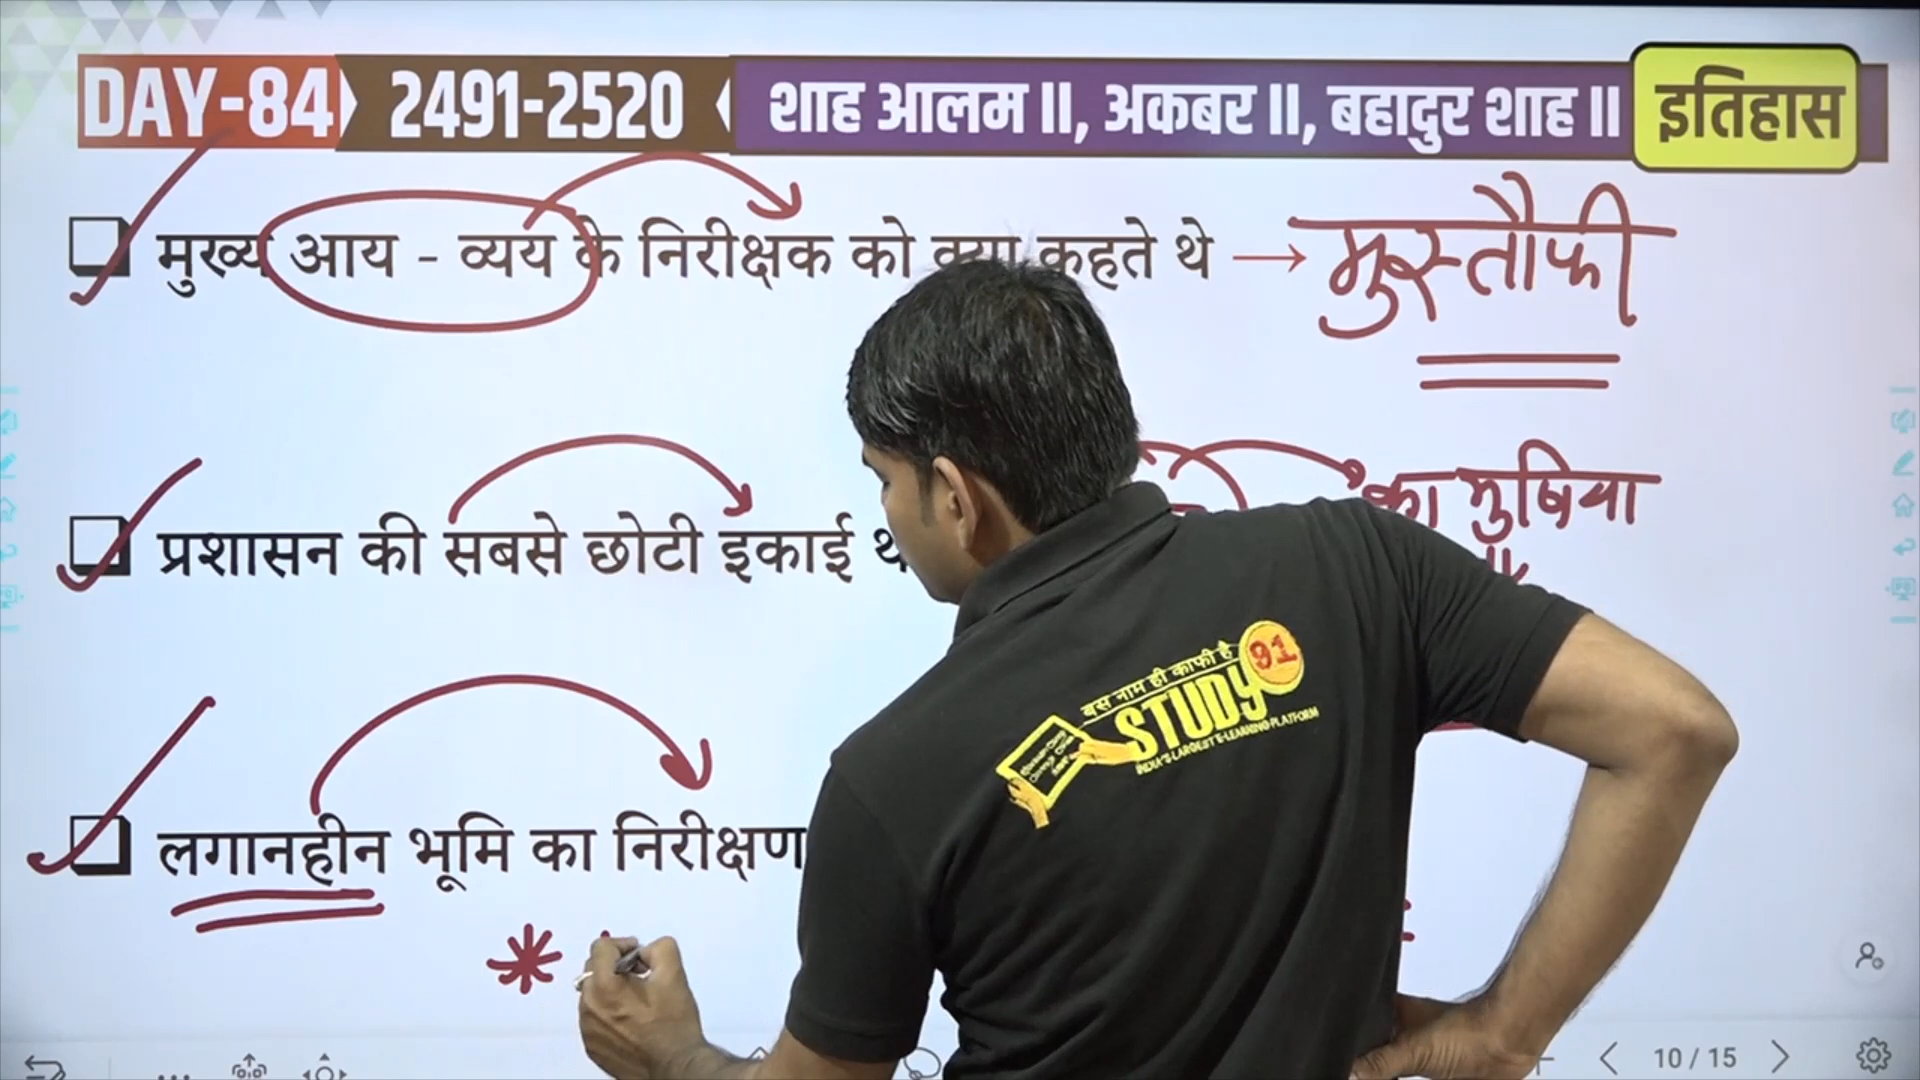 DAY-84 2491-2520 शाह आलम II, अकबर II, बहादुर शाह II इतिहास
मुख्य आय - व्यय के निरीक्षक को क्या कहते थे → मुस्तौफी
का मुखिया
प्रशासन की सबसे छोटी इकाई
बस नाम ही काफी है
STUDY 91
INDIA'S LARGEST E-LEARNING PLATFORM
लगानहीन भूमि का निरीक्षण
10 / 15